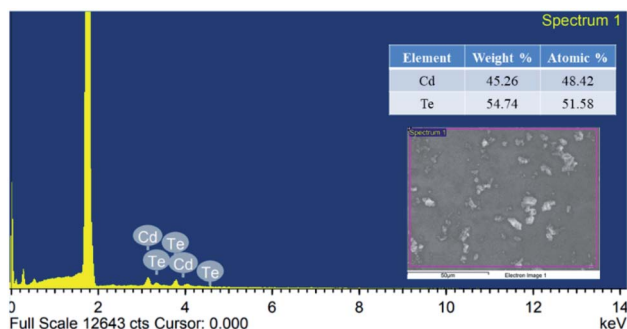 Spectrum 1
Element Weight % Atomic %
Cd 45.26 48.42
Te 54.74 51.58
Spectrum 1
50µm Electron Image 1
Cd Te
Te Cd Te
0 2 4 6 8 10 12 14
Full Scale 12643 cts Cursor: 0.000 keV